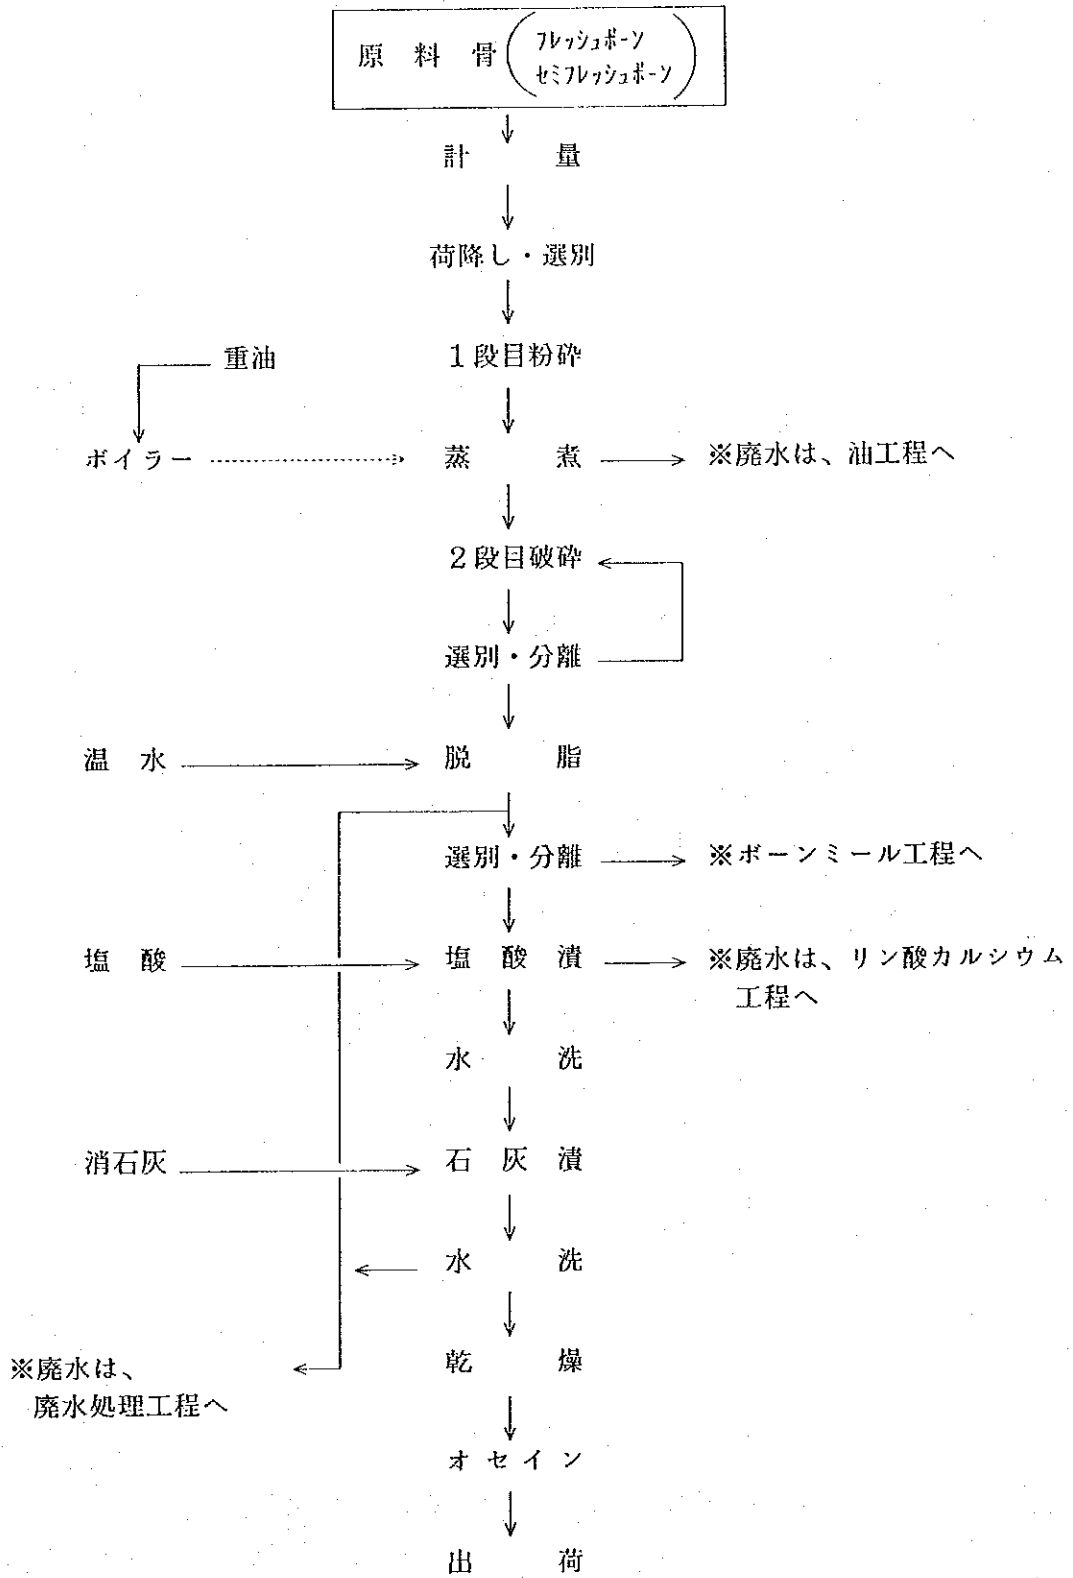 原料骨(フレッシュボーン
セミフレッシュボーン)
計量
荷降し・選別
重油
1段目粉砕
ボイラー
蒸煮
※廃水は、油工程へ
2段目破砕
選別・分離
温水
脱脂
選別・分離
※ボーンミール工程へ
塩酸
塩酸漬
※廃水は、リン酸カルシウム
工程へ
水洗
消石灰
石灰漬
水洗
乾燥
※廃水は、
廃水処理工程へ
オセイン
出荷